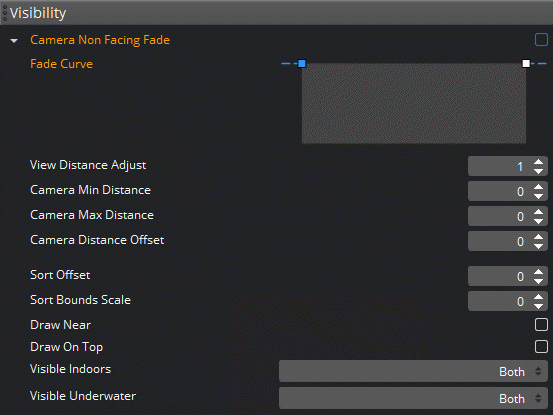 Visibility
Camera Non Facing Fade
Fade Curve
View Distance Adjust 1
Camera Min Distance 0
Camera Max Distance 0
Camera Distance Offset 0
Sort Offset 0
Sort Bounds Scale 0
Draw Near
Draw On Top
Visible Indoors Both
Visible Underwater Both